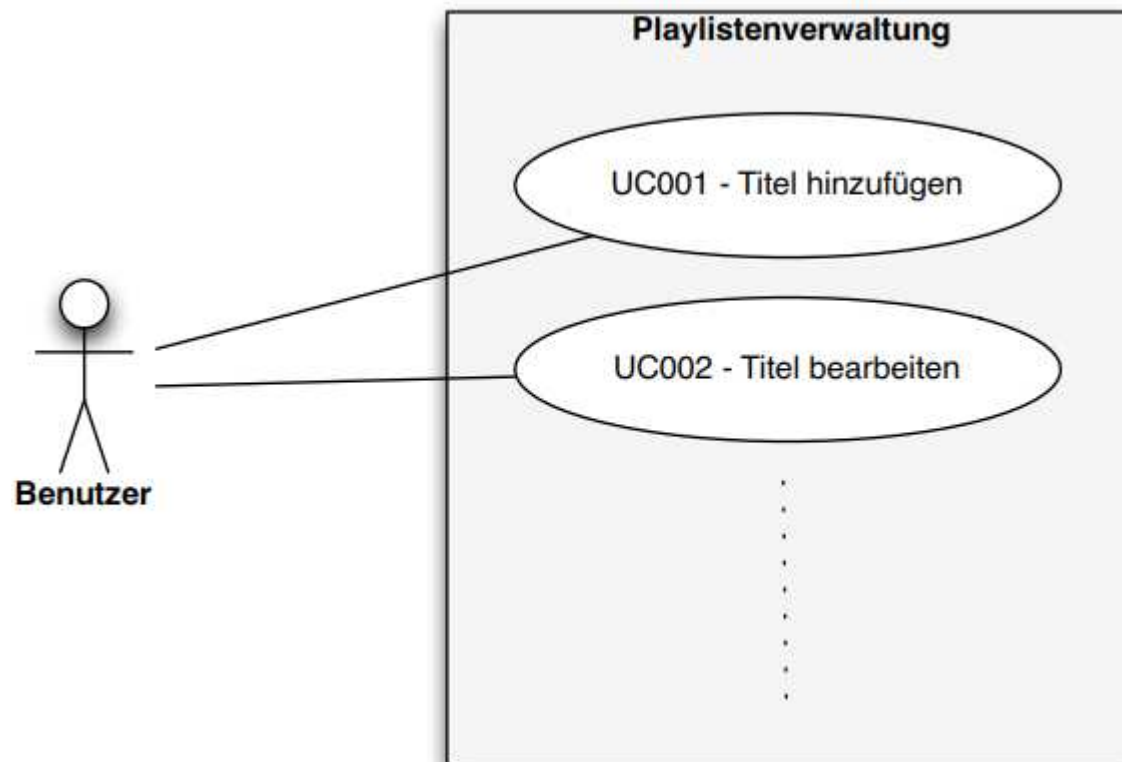 Playlistenverwaltung
UC001 - Titel hinzufügen
UC002 - Titel bearbeiten
Benutzer